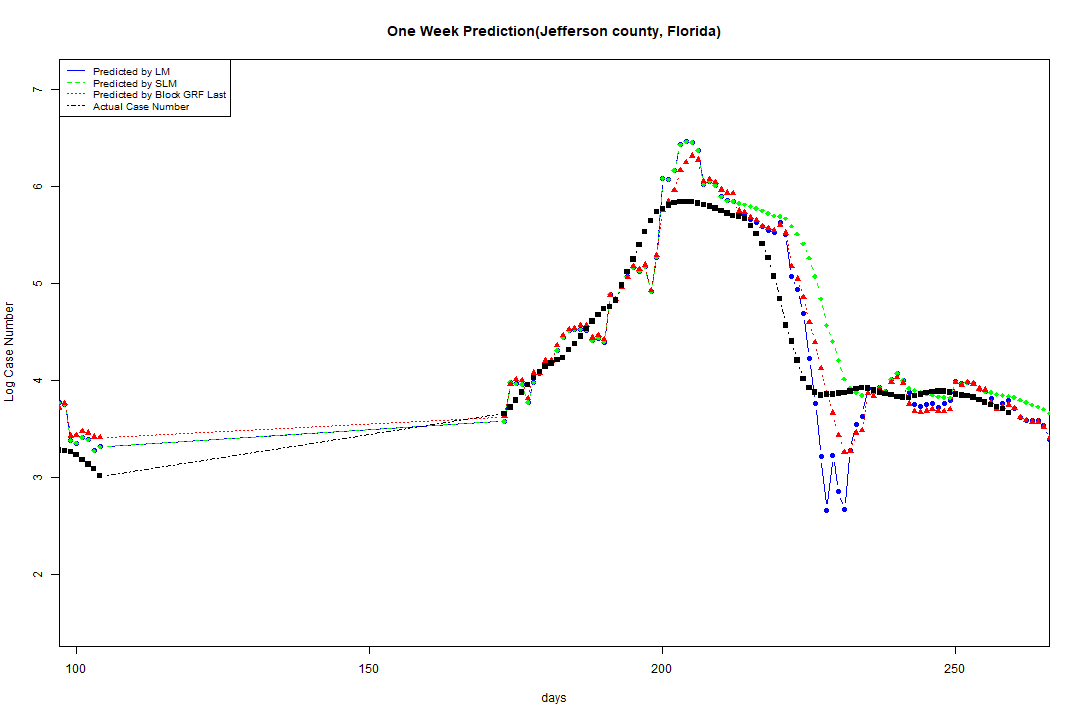 One Week Prediction(Jefferson county, Florida)
Predicted by LM
Predicted by SLM
Predicted by Block GRF Last
Actual Case Number
7
6
5
4
3
2
Log Case Number
100 150 200 250
days